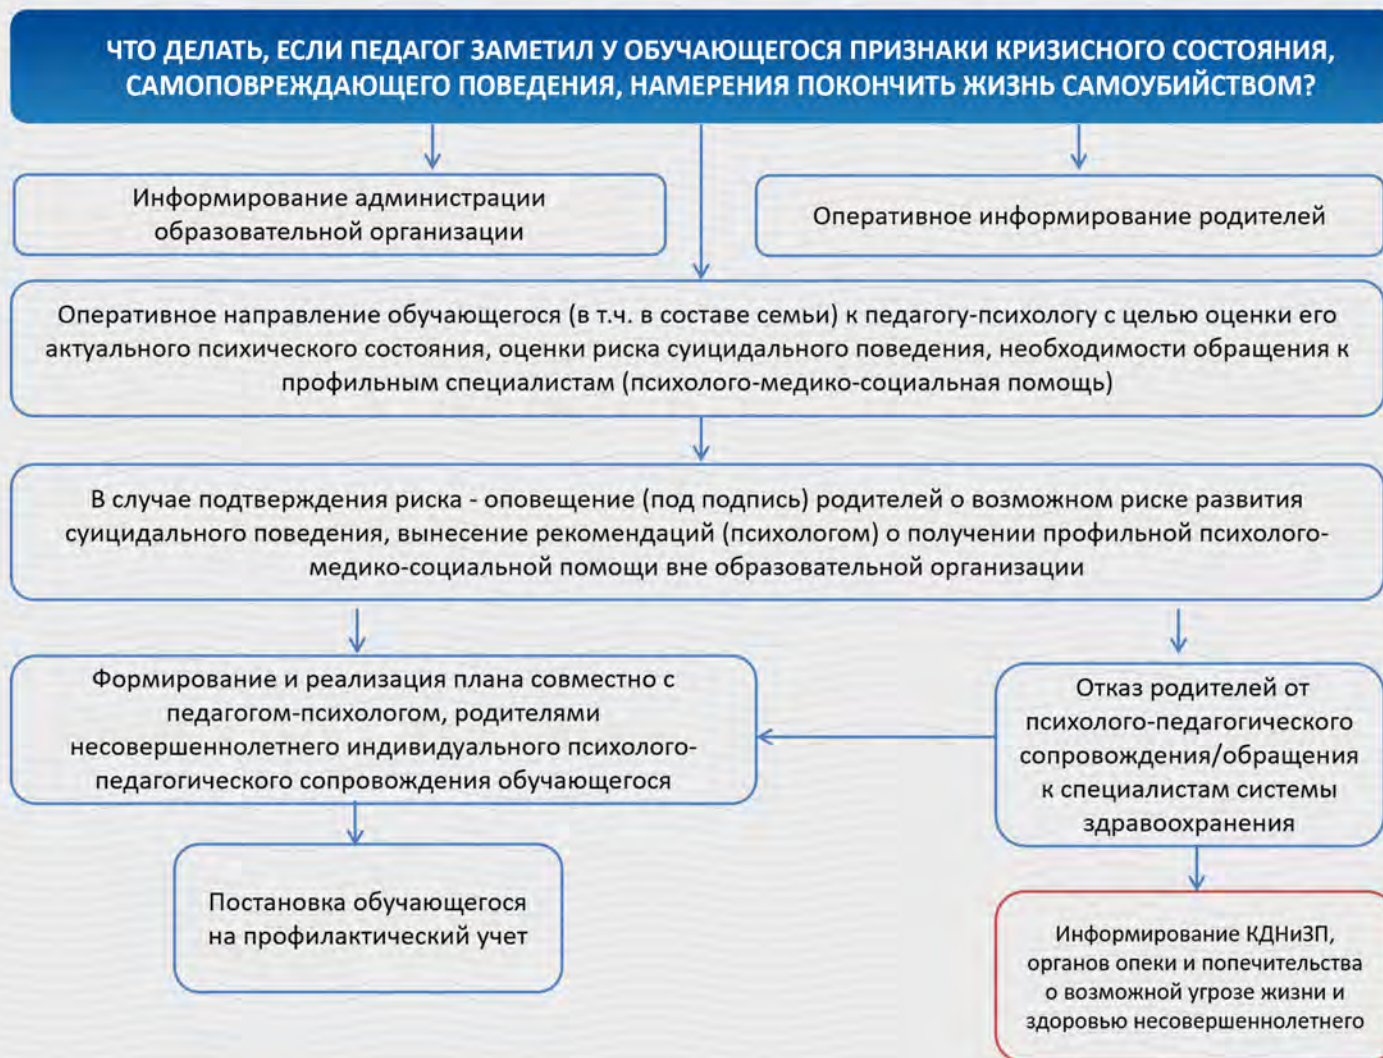 ЧТО ДЕЛАТЬ, ЕСЛИ ПЕДАГОГ ЗАМЕТИЛ У ОБУЧАЮЩЕГОСЯ ПРИЗНАКИ КРИЗИСНОГО СОСТОЯНИЯ,
САМОПОВРЕЖДАЮЩЕГО ПОВЕДЕНИЯ, НАМЕРЕНИЯ ПОКОНЧИТЬ ЖИЗНЬ САМОУБИЙСТВОМ?
Информирование администрации
образовательной организации
Оперативное информирование родителей
Оперативное направление обучающегося (в т.ч. в составе семьи) к педагогу-психологу с целью оценки его
актуального психического состояния, оценки риска суицидального поведения, необходимости обращения к
профильным специалистам (психолого-медико-социальная помощь)
В случае подтверждения риска - оповещение (под подпись) родителей о возможном риске развития
суицидального поведения, вынесение рекомендаций (психологом) о получении профильной психолого-
медико-социальной помощи вне образовательной организации
Формирование и реализация плана совместно с
педагогом-психологом, родителями
несовершеннолетнего индивидуального психолого-
педагогического сопровождения обучающегося
Отказ родителей от
психолого-педагогического
сопровождения/обращения
к специалистам системы
здравоохранения
Постановка обучающегося
на профилактический учет
Информирование КДНиЗП,
органов опеки и попечительства
о возможной угрозе жизни и
здоровью несовершеннолетнего